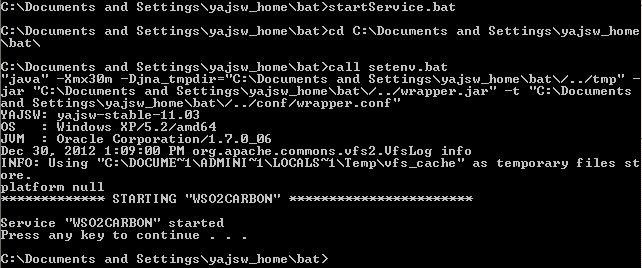 C:\Documents and Settings\yajsw_home\bat>startService.bat
C:\Documents and Settings\yajsw_home\bat>cd C:\Documents and Settings\yajsw_home
\bat\
C:\Documents and Settings\yajsw_home\bat>call setenv.bat
"java" -Xmx30m -Djna_tmpdir="C:\Documents and Settings\yajsw_home\bat\/../tmp" -
jar "C:\Documents and Settings\yajsw_home\bat\/../wrapper.jar" -t "C:\Documents
and Settings\yajsw_home\bat\/../conf/wrapper.conf"
YAJSW: yajsw-stable-11.03
OS   : Windows XP/5.2/amd64
JVM  : Oracle Corporation/1.7.0_06
Dec 30, 2012 1:09:00 PM org.apache.commons.vfs2.VfsLog info
INFO: Using "C:\DOCUME~1\ADMINI~1\LOCALS~1\Temp\vfs_cache" as temporary files st
ore.
platform null
************* STARTING "WSO2CARBON" ***********************
Service "WSO2CARBON" started
Press any key to continue . . .
C:\Documents and Settings\yajsw_home\bat>